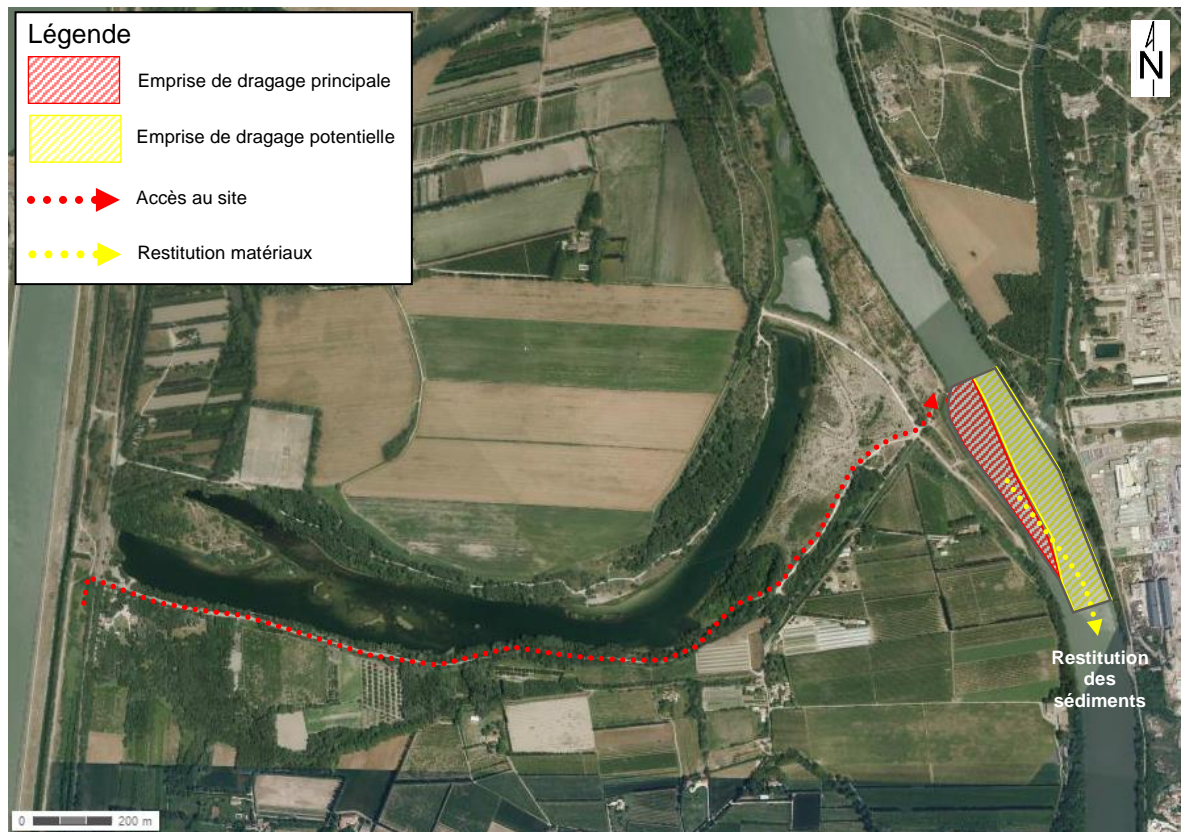 Légende
Emprise de dragage principale
Emprise de dragage potentielle
Accès au site
Restitution matériaux
N
Restitution
des
sédiments
0 200 m